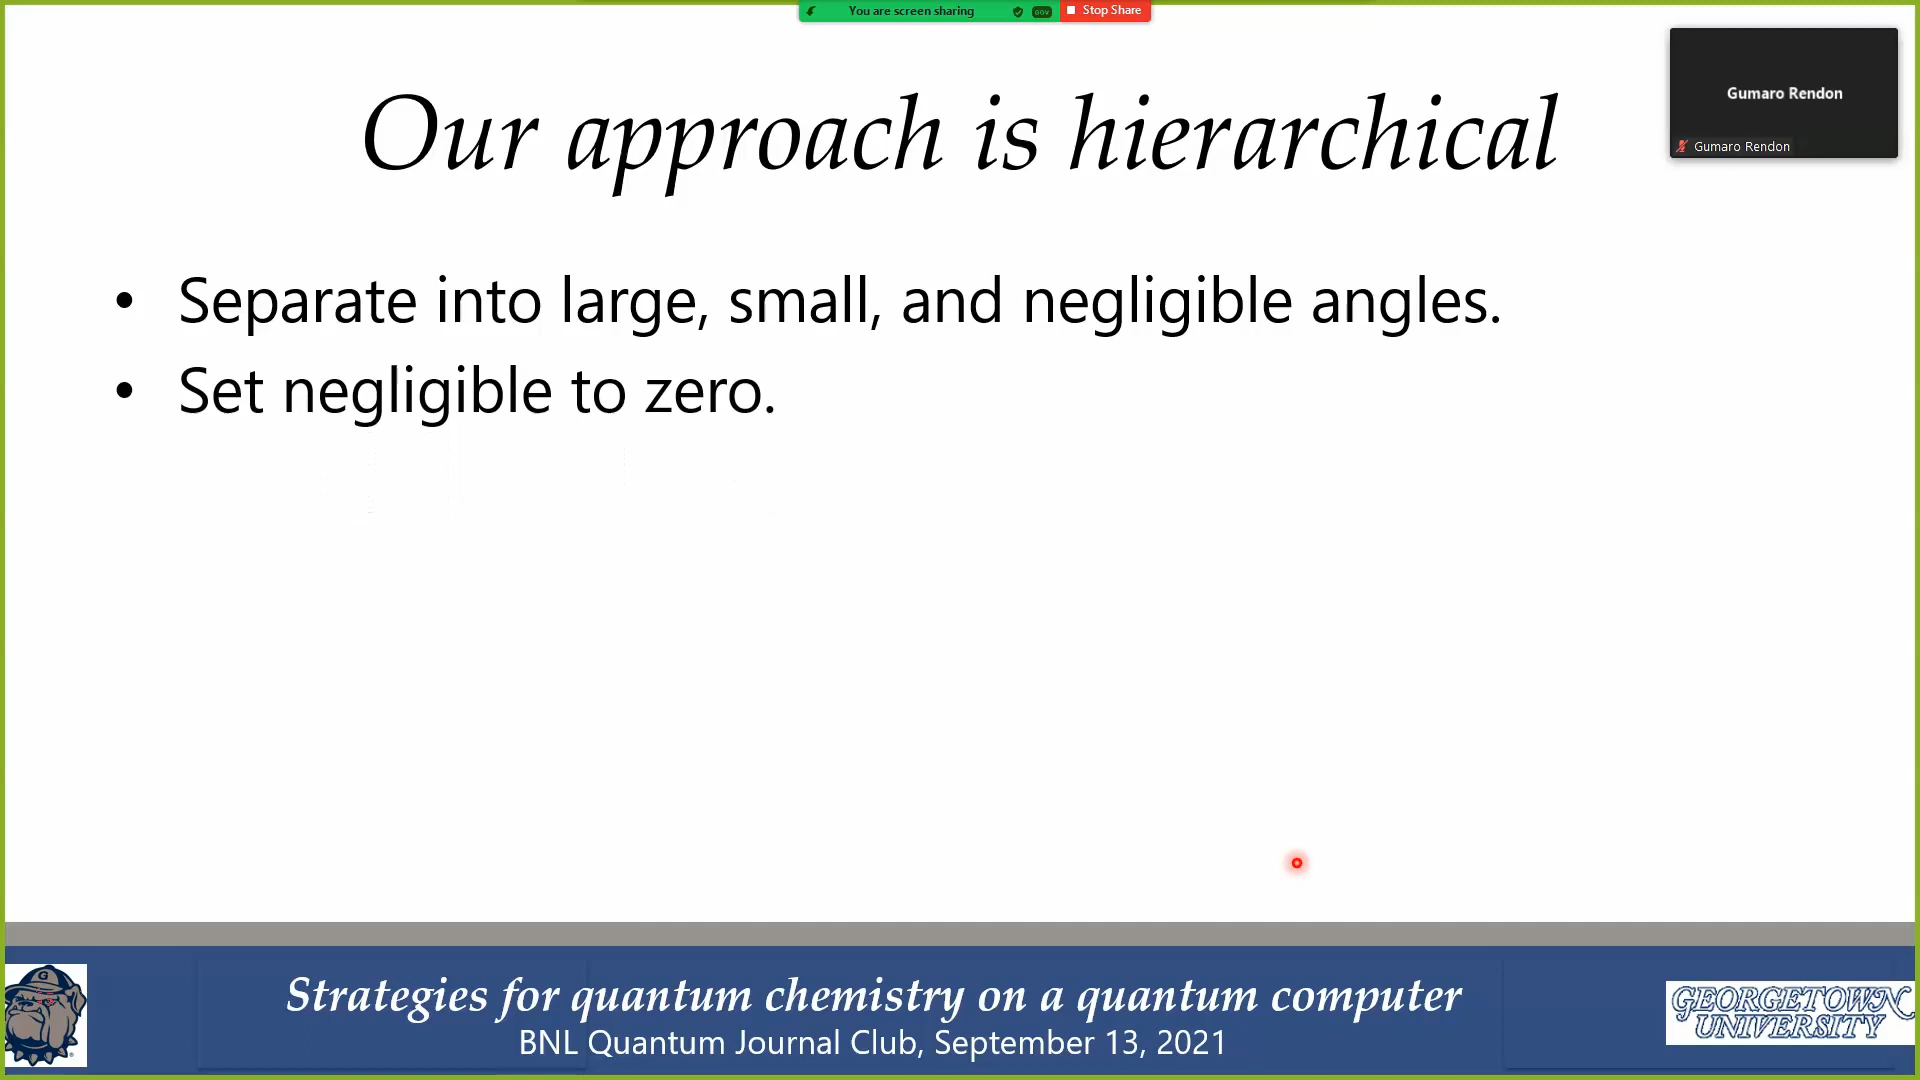 You are screen sharing
GOV
Stop Share
Gumaro Rendon
Gumaro Rendon
Our approach is hierarchical
• Separate into large, small, and negligible angles.
• Set negligible to zero.
G
Strategies for quantum chemistry on a quantum computer
BNL Quantum Journal Club, September 13, 2021
GEORGETOWN
UNIVERSITY